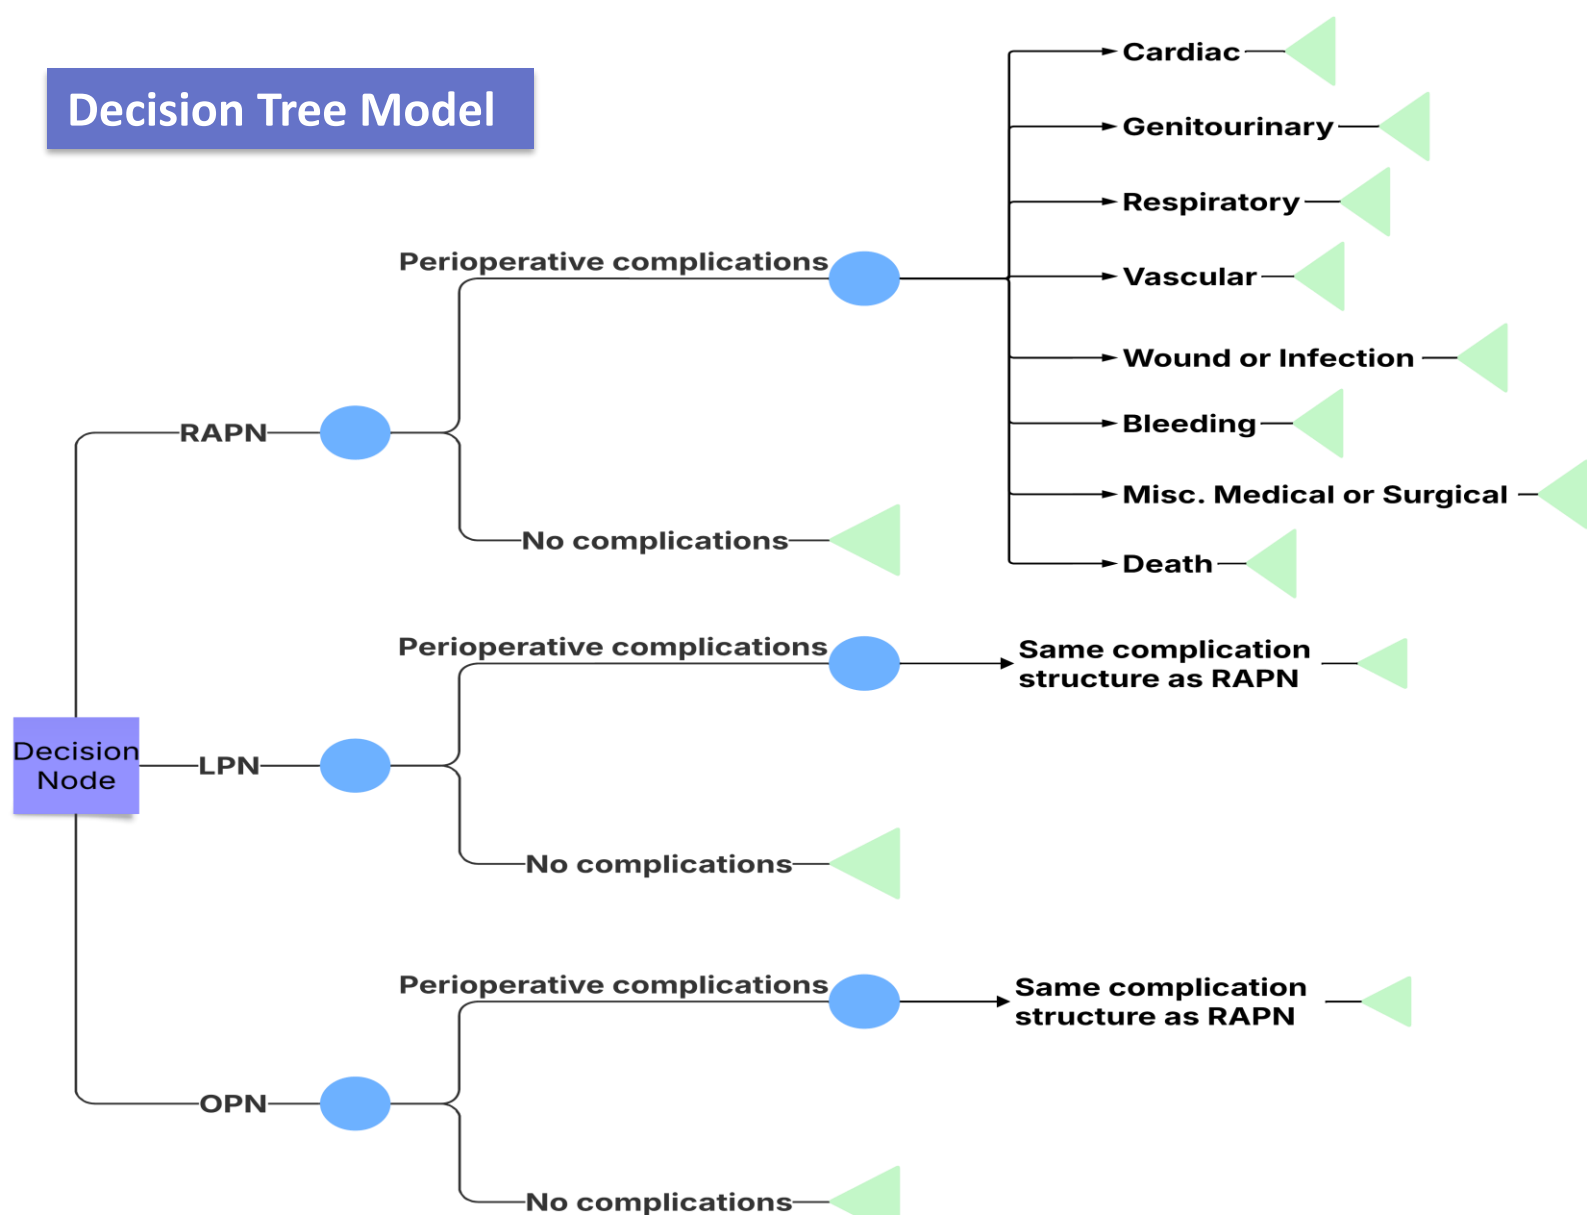 Decision Tree Model
Cardiac
Genitourinary
Respiratory
Vascular
Wound or Infection
Bleeding
Misc. Medical or Surgical
Death
Perioperative complications
RAPN
No complications
Perioperative complications
Same complication
structure as RAPN
Decision
Node
LPN
No complications
Perioperative complications
Same complication
structure as RAPN
OPN
No complications